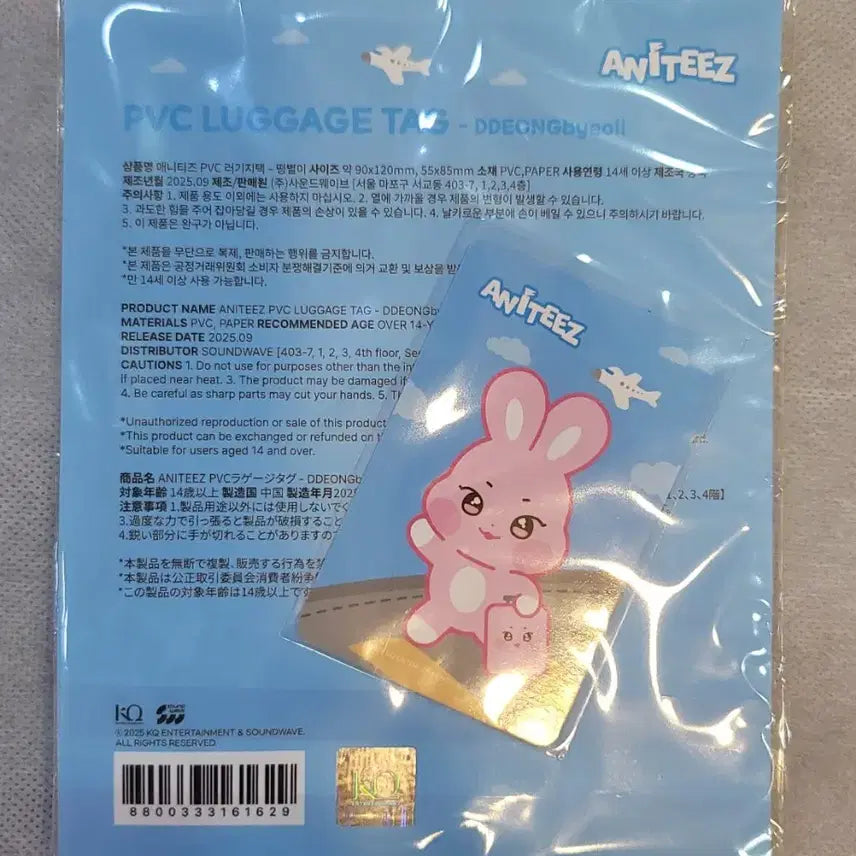 ANITEEZ
PVC LUGGAGE TAG - DDEONGbyeoli
상품명 애니티즈 PVC 러기지택 - 띵별이 사이즈 약 90x120mm, 55x85mm 소재 PVC,PAPER 사용연령 14세 이상 제조국
제조년월 2025.09 제조/판매원 (주)사운드웨이브 [서울 마포구 서교동 403-7, 1,2,3,4층]
주의사항 1. 제품 용도 이외에는 사용하지 마십시오. 2. 열에 가까울 경우 제품의 변형이 발생할 수 있습니다.
3. 과도한 힘을 주어 잡아당길 경우 제품의 손상이 있을 수 있습니다. 4. 날카로운 부분에 손이 베일 수 있으니 주의하시기 바랍니다.
5. 이 제품은 완구가 아닙니다.
*본 제품을 무단으로 복제, 판매하는 행위를 금지합니다.
*본 제품은 공정거래위원회 소비자 분쟁해결기준에 의거 교환 및 보상을 받
*만 14세 이상 사용 가능합니다.
PRODUCT NAME ANITEEZ PVC LUGGAGE TAG - DDEONGby
MATERIALS PVC, PAPER RECOMMENDED AGE OVER 14-Y
RELEASE DATE 2025.09
DISTRIBUTOR SOUNDWAVE [403-7, 1, 2, 3, 4th floor, Se
CAUTIONS 1. Do not use for purposes other than the int
if placed near heat. 3. The product may be damaged if
4. Be careful as sharp parts may cut your hands. 5. T
*Unauthorized reproduction or sale of this product
*This product can be exchanged or refunded on t
*Suitable for users aged 14 and over.
商品名 ANITEEZ PVCラゲージタグ - DDEONGb
対象年齢 14歳以上 製造国 中国 製造年月2025
1,2,3,4階】
注意事項 1.製品用途以外には使用しないでく
3.過度な力で引っ張ると製品が破損すること
4.鋭い部分に手が切れることがありますので
*本製品を無断で複製、販売する行為を禁
*本製品は公正取引委員会消費者紛争
*この製品の対象年齢は14歳以上です
ANITEEZ
KQ
SOUND WAVE
ⓒ 2025 KQ ENTERTAINMENT & SOUNDWAVE.
ALL RIGHTS RESERVED.
8800333161629
KQ
ENTERTAINMENT